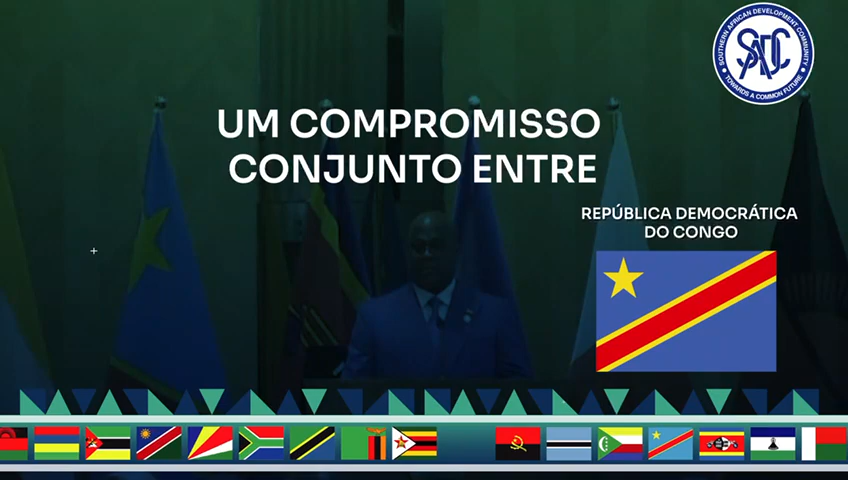 SOUTHERN AFRICAN DEVELOPMENT COMMUNITY
SADC
TOWARDS A COMMON FUTURE
UM COMPROMISSO
CONJUNTO ENTRE
REPÚBLICA DEMOCRÁTICA
DO CONGO